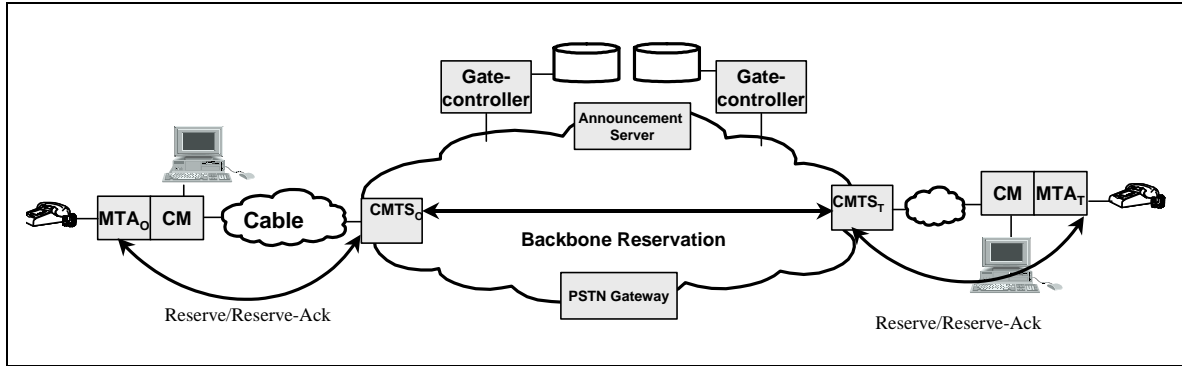 Gate-
controller
Gate-
controller
Announcement
Server
MTAO
CM
Cable
CMTSO
CMTST
CM
MTAT
Backbone Reservation
PSTN Gateway
Reserve/Reserve-Ack
Reserve/Reserve-Ack